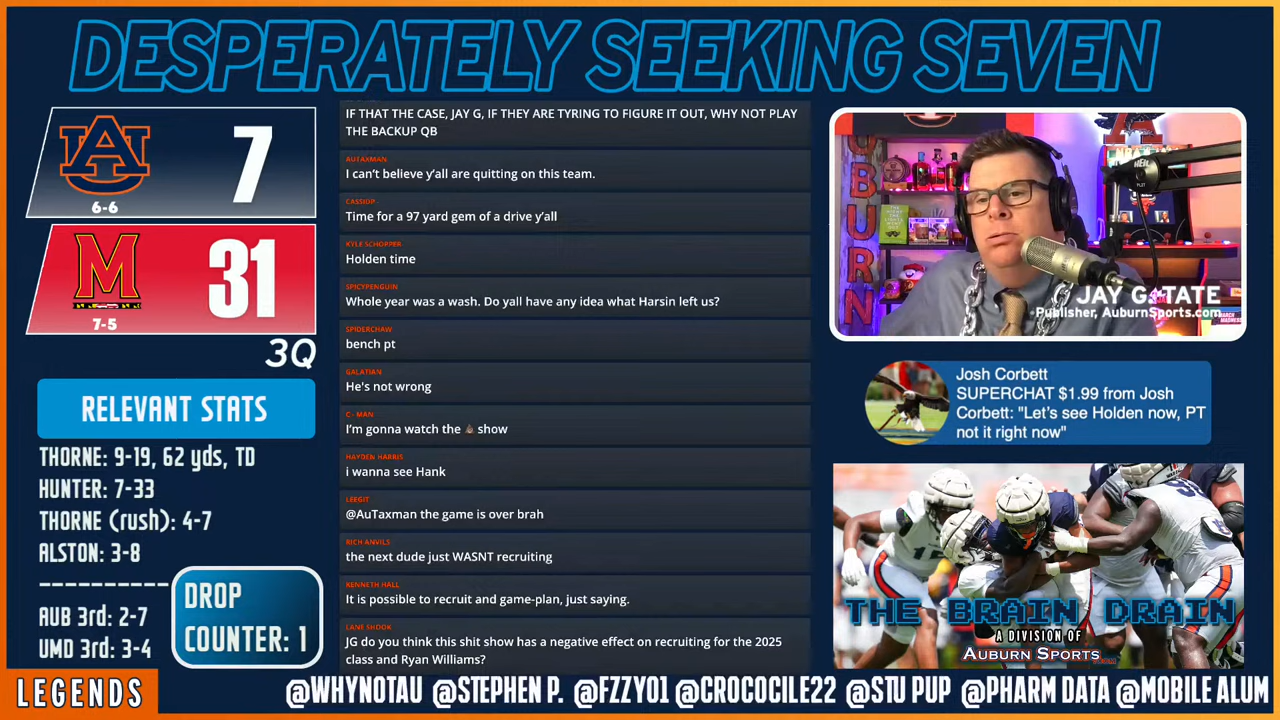 DESPERATELY SEEKING SEVEN
AU
7
6-6
M
31
7-5
3Q
RELEVANT STATS
THORNE: 9-19, 62 yds, TD
HUNTER: 7-33
THORNE (rush): 4-7
ALSTON: 3-8
----------
AUB 3rd: 2-7
UMD 3rd: 3-4
DROP
COUNTER: 1
IF THAT THE CASE, JAY G, IF THEY ARE TYRING TO FIGURE IT OUT, WHY NOT PLAY
THE BACKUP QB
AUTAXMAN
I can't believe y'all are quitting on this team.
CASSIUP
Time for a 97 yard gem of a drive y'all
KYLE SCHOPPER
Holden time
SPICYPENGUIN
Whole year was a wash. Do yall have any idea what Harsin left us?
SPIDERCHAW
bench pt
GALATIAN
He's not wrong
C - MAN
I'm gonna watch the 💩 show
HAYDEN HARRIS
i wanna see Hank
LEEGIT
@AuTaxman the game is over brah
RICH ANVILS
the next dude just WASNT recruiting
KENNETH HALL
It is possible to recruit and game-plan, just saying.
LANE SHOOK
JG do you think this shit show has a negative effect on recruiting for the 2025
class and Ryan Williams?
UBURN
JAY G. TATE
Publisher, AuburnSports.com
Josh Corbett
SUPERCHAT $1.99 from Josh
Corbett: "Let's see Holden now, PT
not it right now"
THE BRAIN DRAIN
A DIVISION OF
AUBURN SPORTS.com
LEGENDS
@WHYNOTAU @STEPHEN P. @FZZY01 @CROCOCILE22 @STU PUP @PHARM DATA @MOBILE ALUM